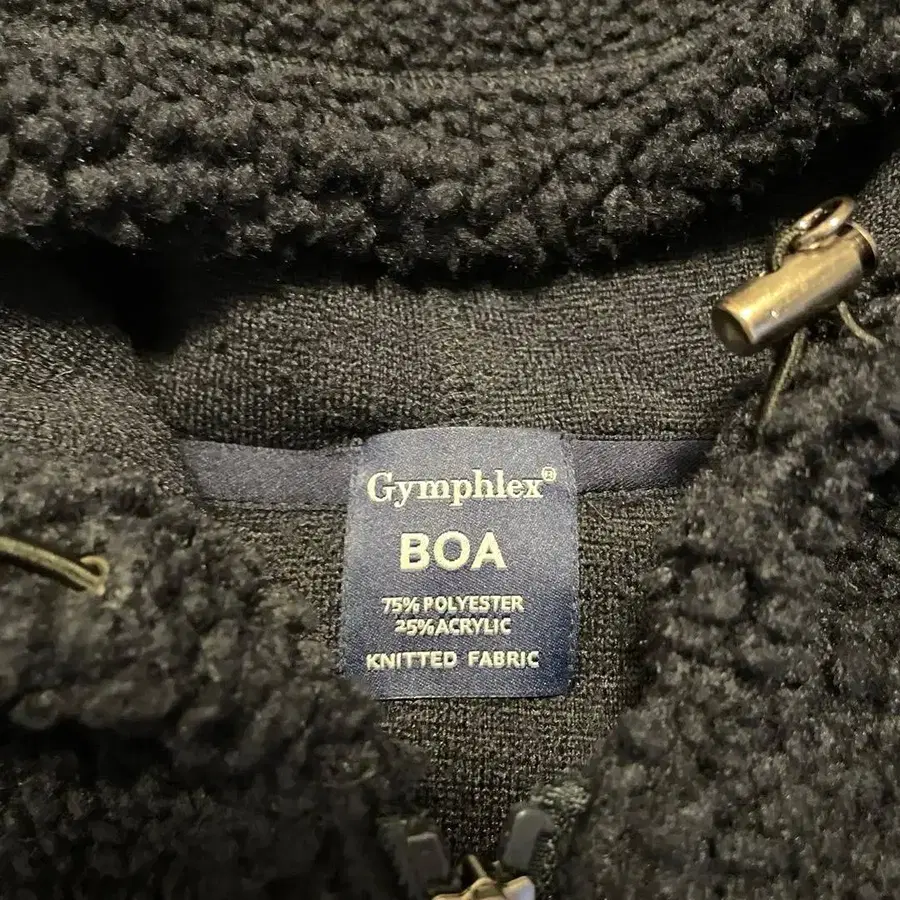 Gymphlex®
BOA
75% POLYESTER
25% ACRYLIC
KNITTED FABRIC